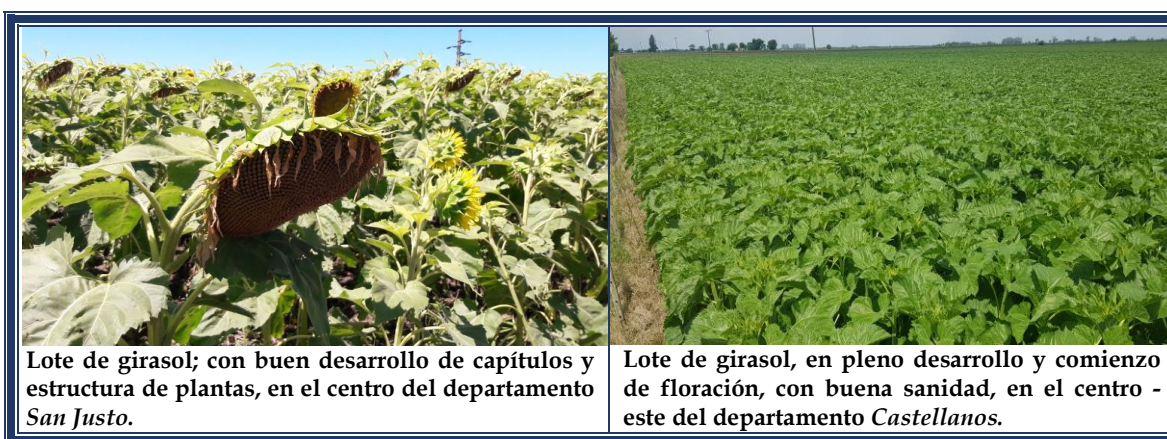 Lote de girasol; con buen desarrollo de capítulos y
estructura de plantas, en el centro del departamento
San Justo.
Lote de girasol, en pleno desarrollo y comienzo
de floración, con buena sanidad, en el centro -
este del departamento Castellanos.